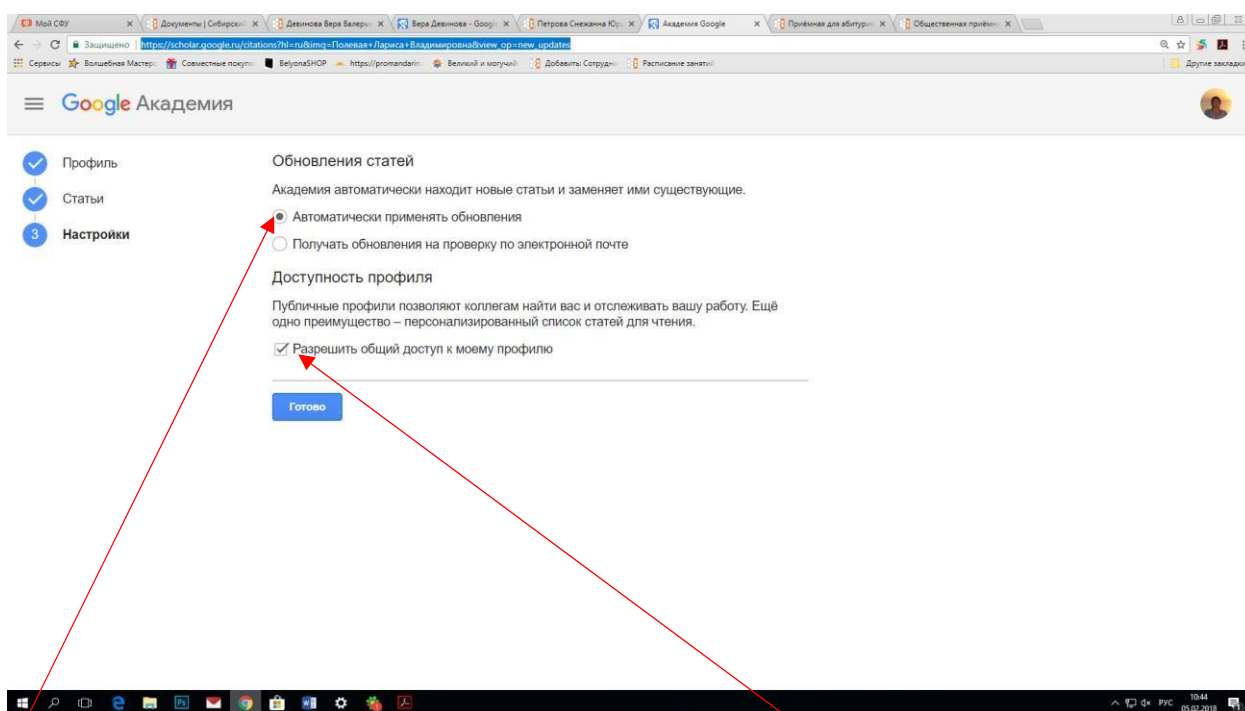 Мой СФУ
Документы | Сибирский
Девинова Вера Валерье
Вера Девинова - Googl
Петрова Снежанна Юр
Академия Google
Приёмная для абитури
Общественная приёмн
Защищено https://scholar.google.ru/citations?hl=ru&imq=Полевая+Лариса+Владимировна&view_op=new_updates
Сервисы Волшебная Мастер Совместные покуп BelyonaSHOP https://promandarin. Великий и могучий: Добавить: Сотрудни Расписание занятий Другие закладки
Google Академия
Профиль
Статьи
3 Настройки
Обновления статей
Академия автоматически находит новые статьи и заменяет ими существующие.
Автоматически применять обновления
Получать обновления на проверку по электронной почте
Доступность профиля
Публичные профили позволяют коллегам найти вас и отслеживать вашу работу. Ещё
одно преимущество – персонализированный список статей для чтения.
Разрешить общий доступ к моему профилю
Готово
РУС
10:44
05.02.2018